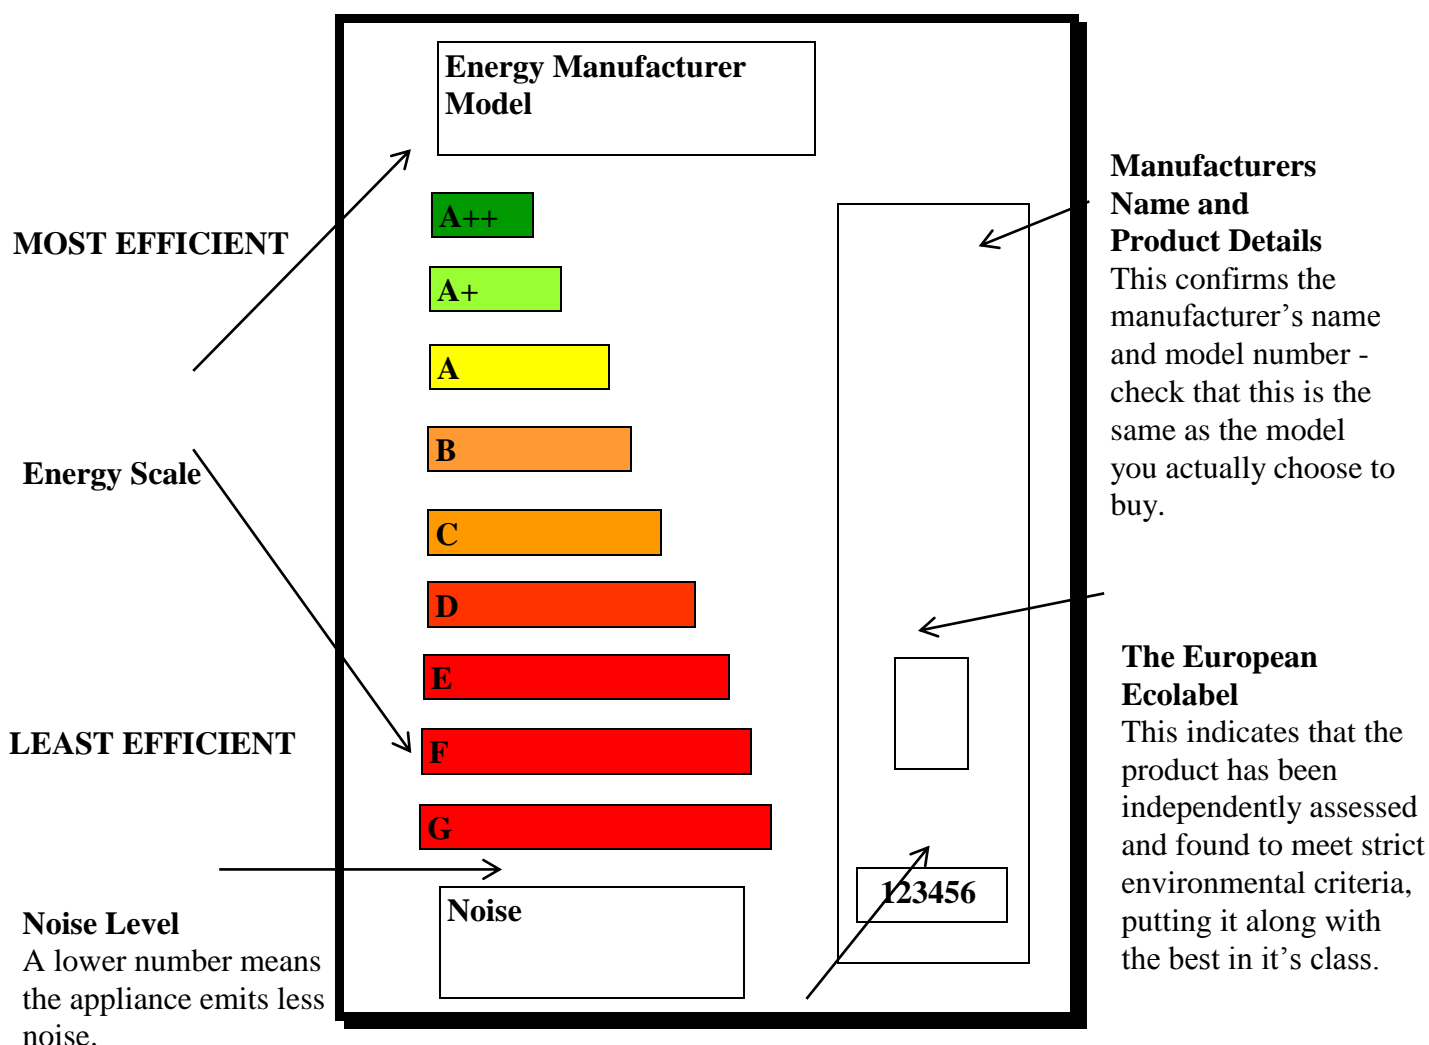 Energy Manufacturer
Model
MOST EFFICIENT
Energy Scale
LEAST EFFICIENT
A++
A+
A
B
C
D
E
F
G
Noise Level
A lower number means
the appliance emits less
noise.
Noise
123456
Manufacturers
Name and
Product Details
This confirms the
manufacturer’s name
and model number -
check that this is the
same as the model
you actually choose to
buy.
The European
Ecolabel
This indicates that the
product has been
independently assessed
and found to meet strict
environmental criteria,
putting it along with
the best in it’s class.